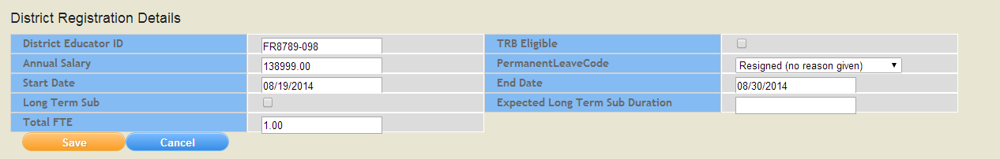 District Registration Details
District Educator ID FR8789-098 TRB Eligible
Annual Salary 138999.00 PermanentLeaveCode Resigned (no reason given)
Start Date 08/19/2014 End Date 08/30/2014
Long Term Sub Expected Long Term Sub Duration
Total FTE 1.00
Save Cancel